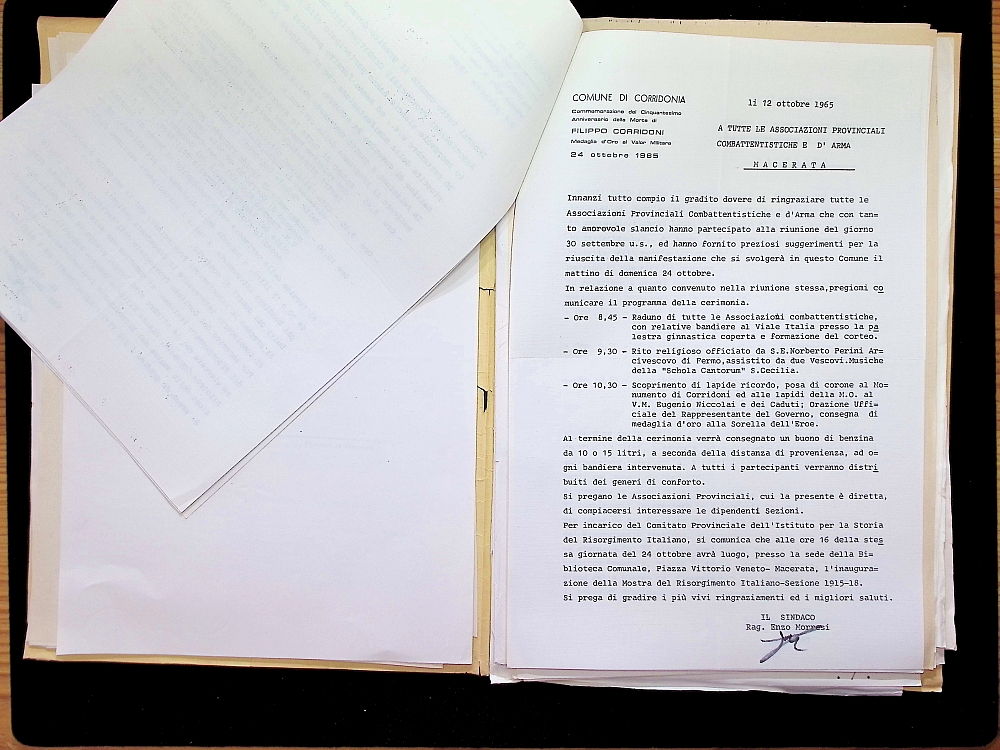 COMUNE DI CORRIDONIA
Commemorazione del Cinquantesimo
Anniversario della Morte di
FILIPPO CORRIDONI
Medaglia d'Oro al Valor Militare
24 ottobre 1965
li 12 ottobre 1965
A TUTTE LE ASSOCIAZIONI PROVINCIALI
COMBATTENTISTICHE E D' ARMA
MACERATA
Innanzi tutto compio il gradito dovere di ringraziare tutte le
Associazioni Provinciali Combattentistiche e d'Arma che con tan=
to amorevole slancio hanno partecipato alla riunione del giorno
30 settembre u.s., ed hanno fornito preziosi suggerimenti per la
riuscita della manifestazione che si svolgerà in questo Comune il
mattino di domenica 24 ottobre.
In relazione a quanto convenuto nella riunione stessa,pregiomi co
municare il programma della cerimonia.
- Ore 8,45 - Raduno di tutte le Associazioni combattentistiche,
con relative bandiere al Viale Italia presso la pa
lestra ginnastica coperta e formazione del corteo.
- Ore 9,30 - Rito religioso officiato da S.E.Norberto Perini Ar=
civescovo di Fermo,assistito da due Vescovi.Musiche
della "Schola Cantorum" S.Cecilia.
- Ore 10,30 - Scoprimento di lapide ricordo, posa di corone al Mo=
numento di Corridoni ed alle lapidi della M.O. al
V.M. Eugenio Niccolai e dei Caduti; Orazione Uffi=
ciale del Rappresentante del Governo, consegna di
medaglia d'oro alla Sorella dell'Eroe.
Al termine della cerimonia verrà consegnato un buono di benzina
da 10 o 15 litri, a seconda della distanza di provenienza, ad o=
gni bandiera intervenuta. A tutti i partecipanti verranno distri
buiti dei generi di conforto.
Si pregano le Associazioni Provinciali, cui la presente è diretta,
di compiacersi interessare le dipendenti Sezioni.
Per incarico del Comitato Provinciale dell'Istituto per la Storia
del Risorgimento Italiano, si comunica che alle ore 16 della stes
sa giornata del 24 ottobre avrà luogo, presso la sede della Bi=
blioteca Comunale, Piazza Vittorio Veneto- Macerata, l'inaugura=
zione della Mostra del Risorgimento Italiano-Sezione 1915-18.
Si prega di gradire i più vivi ringraziamenti ed i migliori saluti.
IL SINDACO
Rag. Enzo Morresi